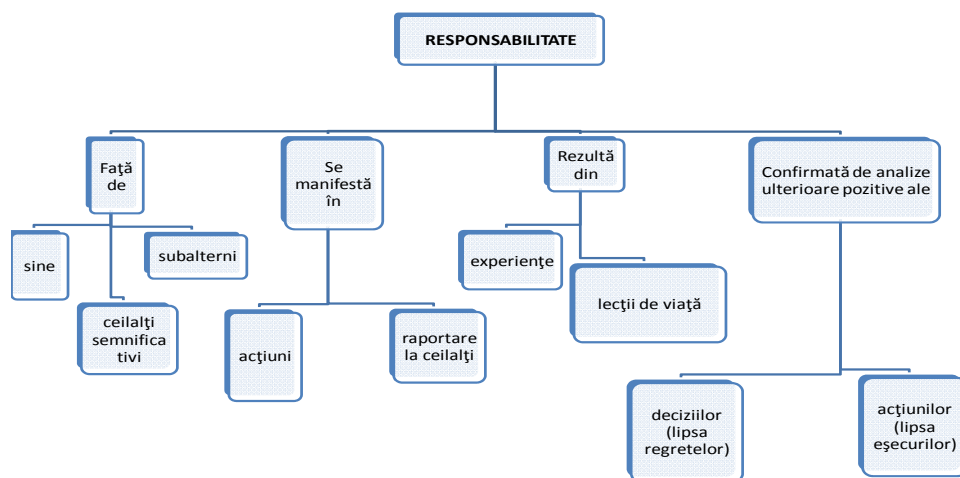 RESPONSABILITATE
Faţă
de
Se
manifestă
în
Rezultă
din
Confirmată de analize
ulterioare pozitive ale
sine
subalterni
ceilalţi
semnifica
tivi
acţiuni
raportare
la ceilalţi
experienţe
lecţii de viaţă
deciziilor
(lipsa
regretelor)
acţiunilor
(lipsa
eşecurilor)